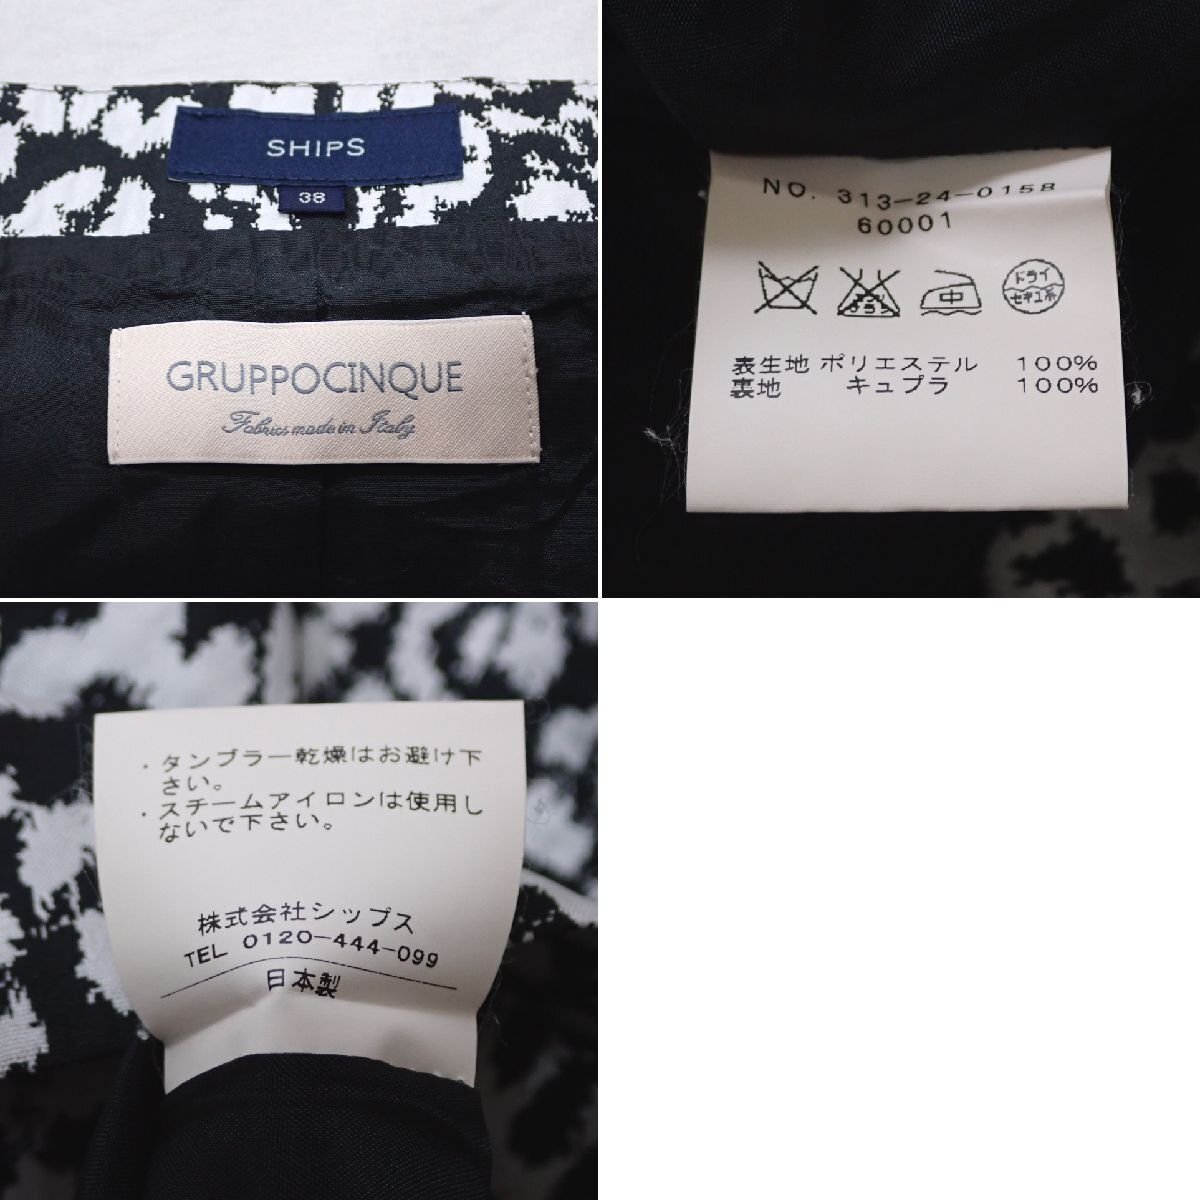 SHIPS
38
GRUPPOCINQUE
Fabrics made in Italy
NO. 313-24-0158
60001
中
ドライ
セキユ系
表生地 ポリエステル 100%
裏地 キュプラ 100%
・タンブラー乾燥はお避け下
さい。
・スチームアイロンは使用し
ないで下さい。
株式会社シップス
TEL 0120-444-099
日本製